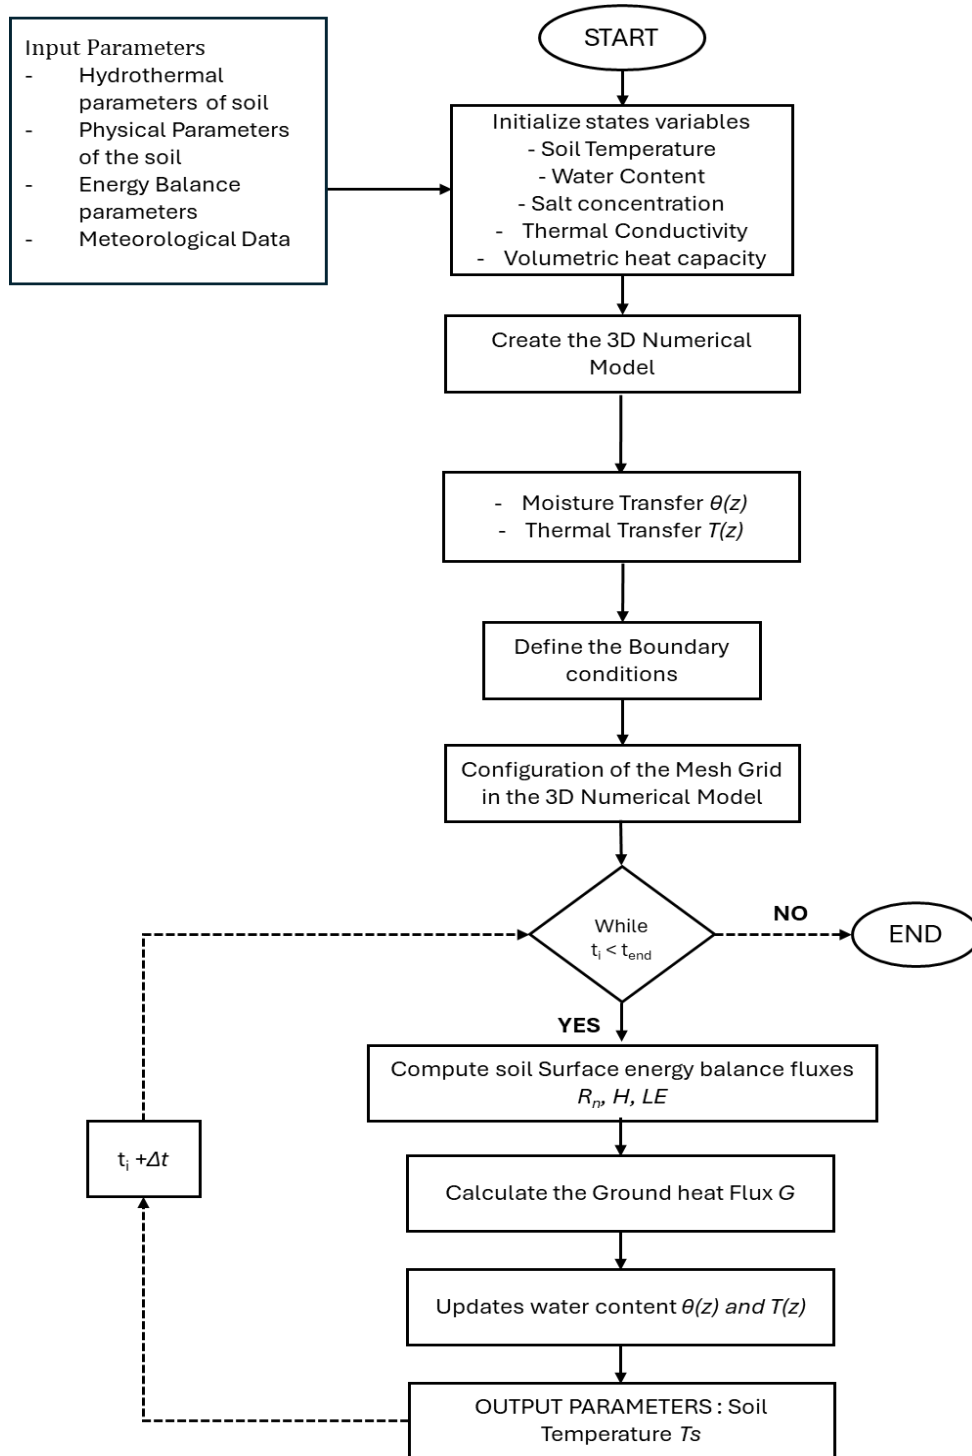 Input Parameters
- Hydrothermal
parameters of soil
- Physical Parameters
of the soil
- Energy Balance
parameters
- Meteorological Data
START
Initialize states variables
- Soil Temperature
- Water Content
- Salt concentration
- Thermal Conductivity
- Volumetric heat capacity
Create the 3D Numerical
Model
- Moisture Transfer θ(z)
- Thermal Transfer T(z)
Define the Boundary
conditions
Configuration of the Mesh Grid
in the 3D Numerical Model
While
tᵢ < t_end
NO
END
YES
Compute soil Surface energy balance fluxes
Rₙ, H, LE
tᵢ +Δt
Calculate the Ground heat Flux G
Updates water content θ(z) and T(z)
OUTPUT PARAMETERS : Soil
Temperature Ts